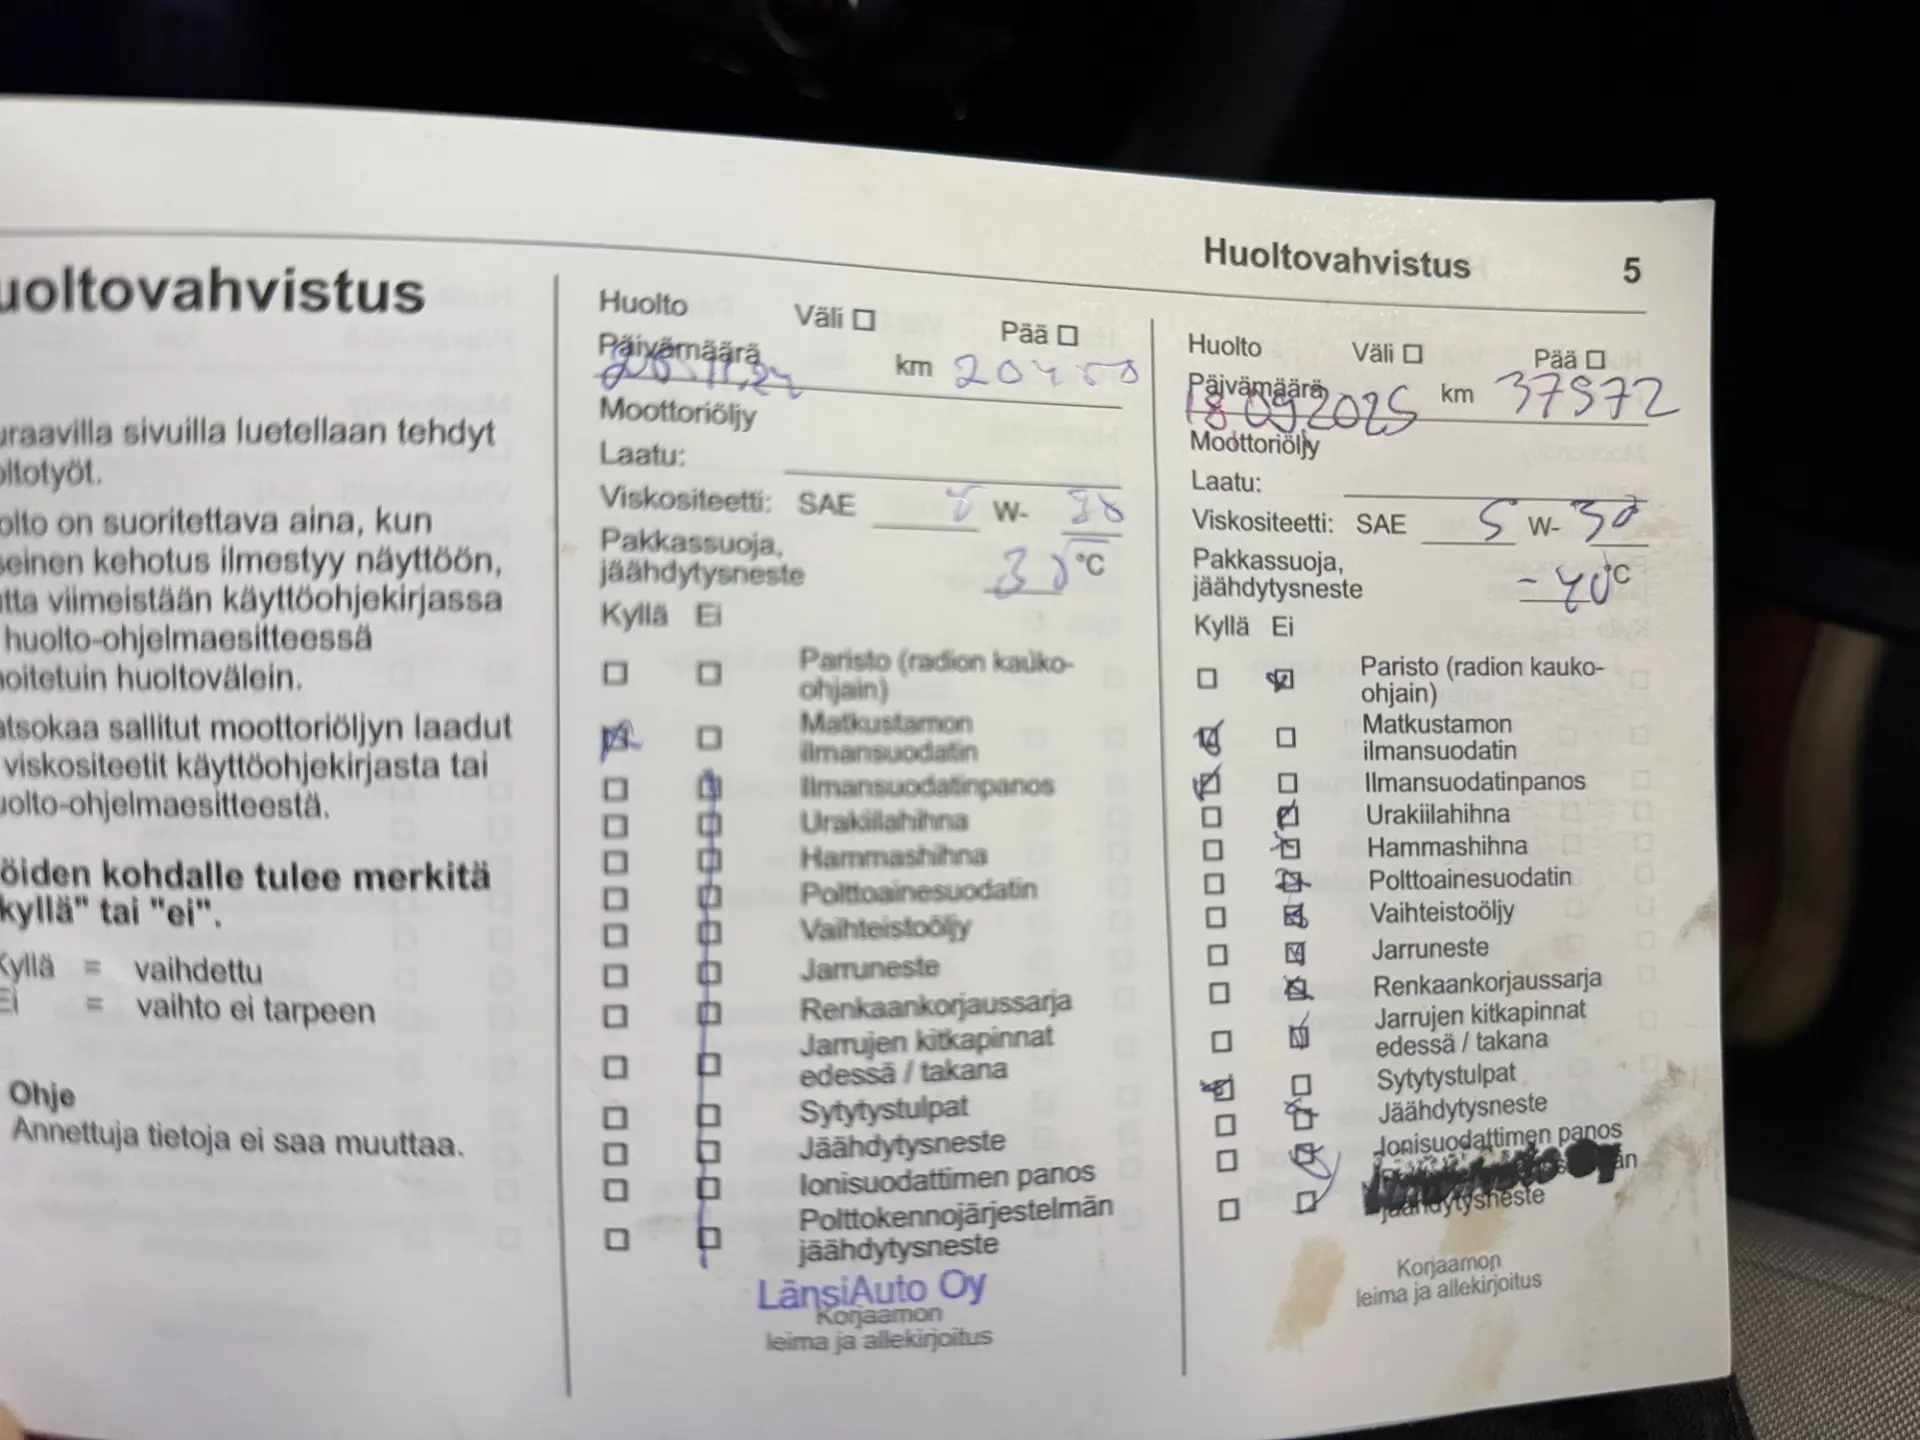 Huoltovahvistus 5
uoltovahvistus
uraavilla sivuilla luetellaan tehdyt
oltotyöt.
olto on suoritettava aina, kun
seinen kehotus ilmestyy näyttöön,
utta viimeistään käyttöohjekirjassa
huolto-ohjelmaesitteessä
noitetuin huoltovälein.
atsokaa sallitut moottoriöljyn laadut
viskositeetit käyttöohjekirjasta tai
uolto-ohjelmaesitteestä.
öiden kohdalle tulee merkitä
"kyllä" tai "ei".
Kyllä = vaihdettu
Ei = vaihto ei tarpeen
Ohje
Annettuja tietoja ei saa muuttaa.
Huolto Väli Pää
Päivämäärä km
Moottoriöljy
Laatu:
Viskositeetti: SAE W-
Pakkassuoja,
jäähdytysneste °C
Kyllä Ei
Paristo (radion kauko-
ohjain)
Matkustamon
ilmansuodatin
Ilmansuodatinpanos
Urakiilahihna
Hammashihna
Polttoainesuodatin
Vaihteistoöljy
Jarruneste
Renkaankorjaussarja
Jarrujen kitkapinnat
edessä / takana
Sytytystulpat
Jäähdytysneste
Ionisuodattimen panos
Polttokennojärjestelmän
jäähdytysneste
LänsiAuto Oy
Korjaamon
leima ja allekirjoitus
Huolto Väli Pää
Päivämäärä 18 09 2025 km 37972
Moottoriöljy
Laatu:
Viskositeetti: SAE 5 W- 30
Pakkassuoja,
jäähdytysneste -40 °C
Kyllä Ei
Paristo (radion kauko-
ohjain)
Matkustamon
ilmansuodatin
Ilmansuodatinpanos
Urakiilahihna
Hammashihna
Polttoainesuodatin
Vaihteistoöljy
Jarruneste
Renkaankorjaussarja
Jarrujen kitkapinnat
edessä / takana
Sytytystulpat
Jäähdytysneste
Ionisuodattimen panos
jäähdytysneste
Korjaamon
leima ja allekirjoitus